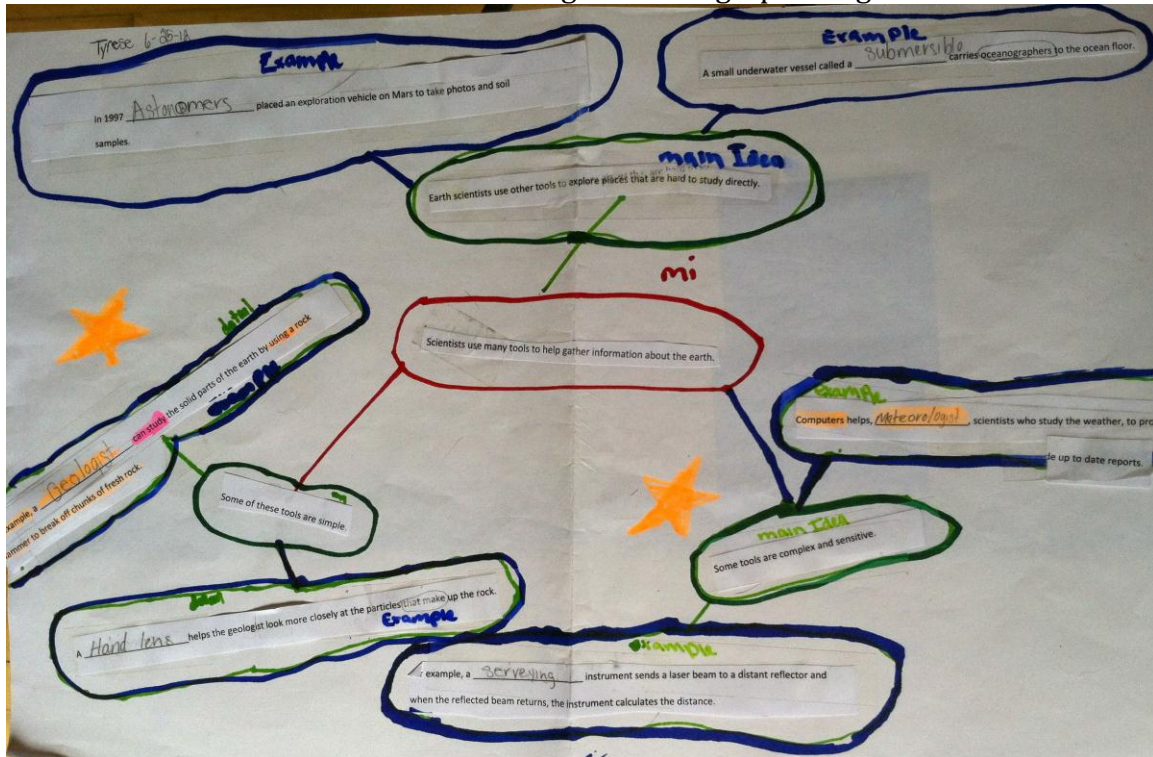 Tyrese 6-25-12
Example
in 1997 Astonomers placed an exploration vehicle on Mars to take photos and soil
samples.
Example
A small underwater vessel called a submersible carries oceanographers to the ocean floor.
main Idea
Earth scientists use other tools to explore places that are hard to study directly.
mi
Scientists use many tools to help gather information about the earth.
detail
example, a Geologist can study the solid parts of the earth by using a rock
hammer to break off chunks of fresh rock.
example
Computers helps, Meteorologist, scientists who study the weather, to pro
de up to date reports.
Some of these tools are simple.
main Idea
Some tools are complex and sensitive.
detail
A Hand lens helps the geologist look more closely at the particles that make up the rock.
Example
example
example, a serveying instrument sends a laser beam to a distant reflector and
when the reflected beam returns, the instrument calculates the distance.